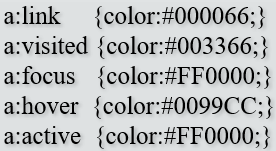 a:link {color:#000066;}
a:visited {color:#003366;}
a:focus {color:#FF0000;}
a:hover {color:#0099CC;}
a:active {color:#FF0000;}